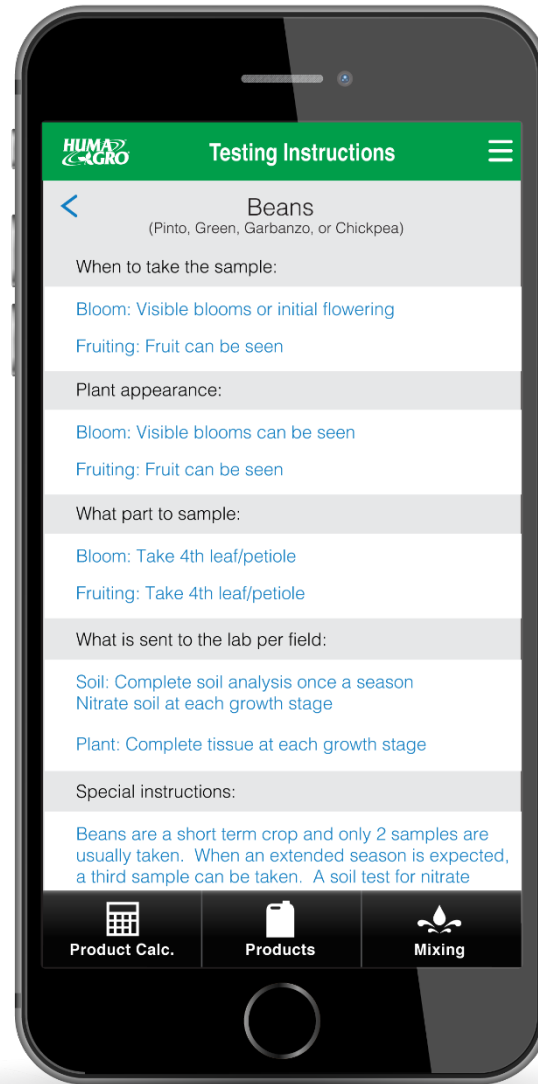 HUMA
GRO
Testing Instructions
Beans
(Pinto, Green, Garbanzo, or Chickpea)
When to take the sample:
Bloom: Visible blooms or initial flowering
Fruiting: Fruit can be seen
Plant appearance:
Bloom: Visible blooms can be seen
Fruiting: Fruit can be seen
What part to sample:
Bloom: Take 4th leaf/petiole
Fruiting: Take 4th leaf/petiole
What is sent to the lab per field:
Soil: Complete soil analysis once a season
Nitrate soil at each growth stage
Plant: Complete tissue at each growth stage
Special instructions:
Beans are a short term crop and only 2 samples are
usually taken. When an extended season is expected,
a third sample can be taken. A soil test for nitrate
Product Calc.
Products
Mixing